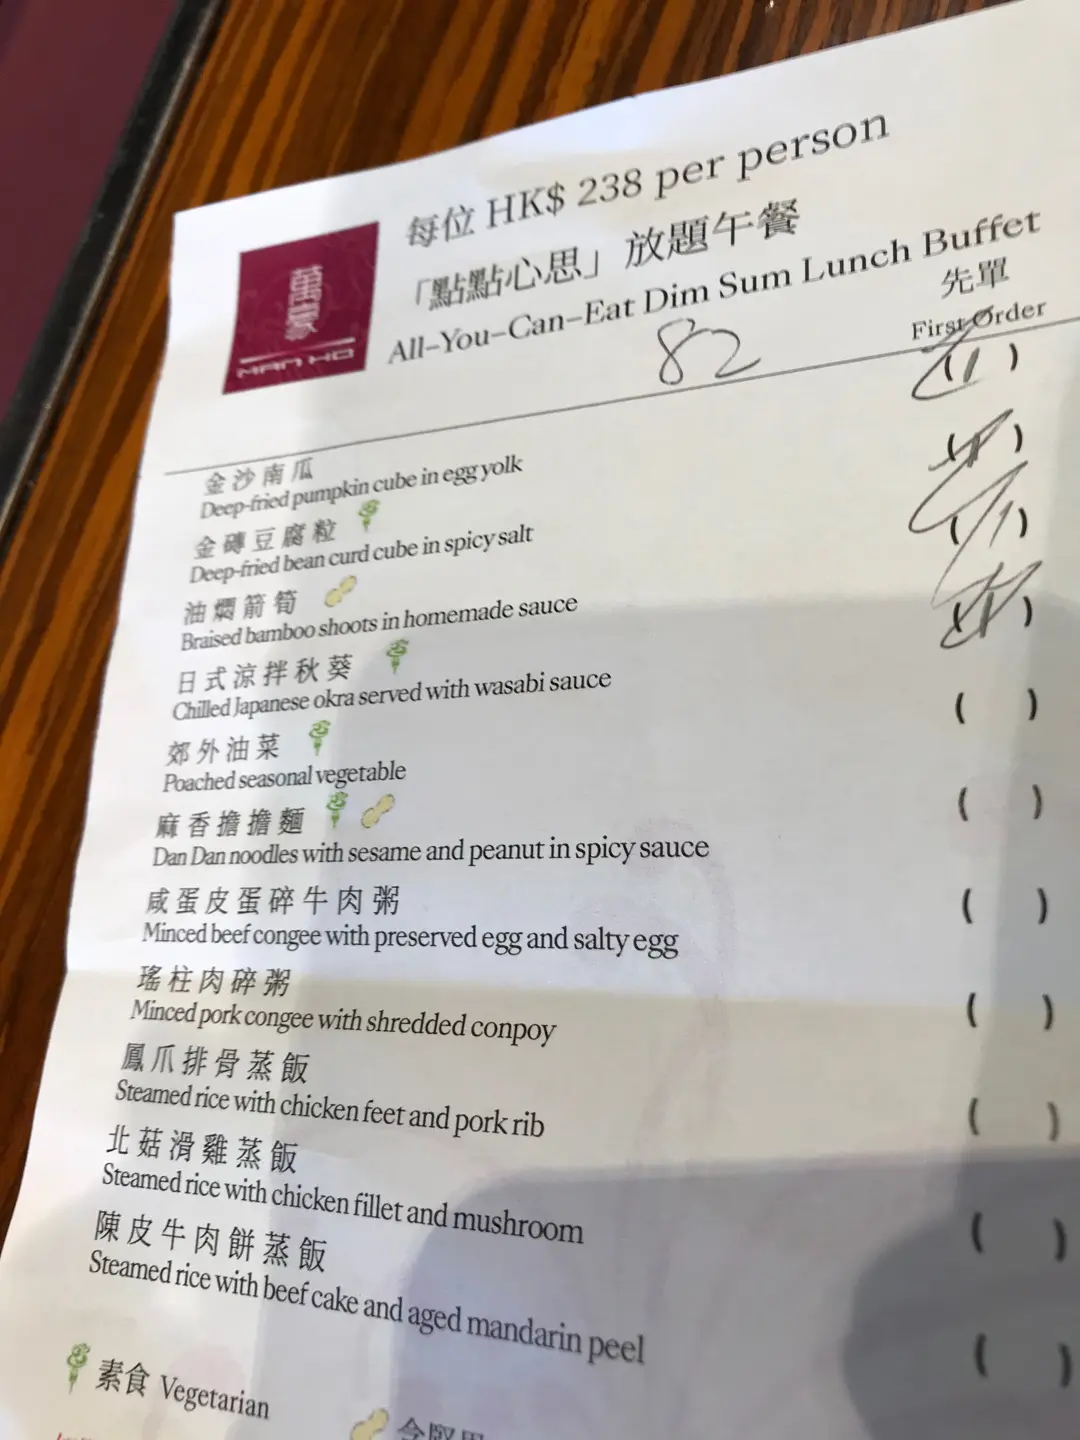 每位 HK$ 238 per person
「點點心思」放題午餐
All-You-Can-Eat Dim Sum Lunch Buffet
萬豪
MAN HO
82
先單
First Order
金沙南瓜
Deep-fried pumpkin cube in egg yolk
金磚豆腐粒
Deep-fried bean curd cube in spicy salt
油燜箭筍
Braised bamboo shoots in homemade sauce
日式涼拌秋葵
Chilled Japanese okra served with wasabi sauce
郊外油菜
Poached seasonal vegetable
麻香擔擔麵
Dan Dan noodles with sesame and peanut in spicy sauce
咸蛋皮蛋碎牛肉粥
Minced beef congee with preserved egg and salty egg
瑤柱肉碎粥
Minced pork congee with shredded conpoy
鳳爪排骨蒸飯
Steamed rice with chicken feet and pork rib
北菇滑雞蒸飯
Steamed rice with chicken fillet and mushroom
陳皮牛肉餅蒸飯
Steamed rice with beef cake and aged mandarin peel
素食 Vegetarian